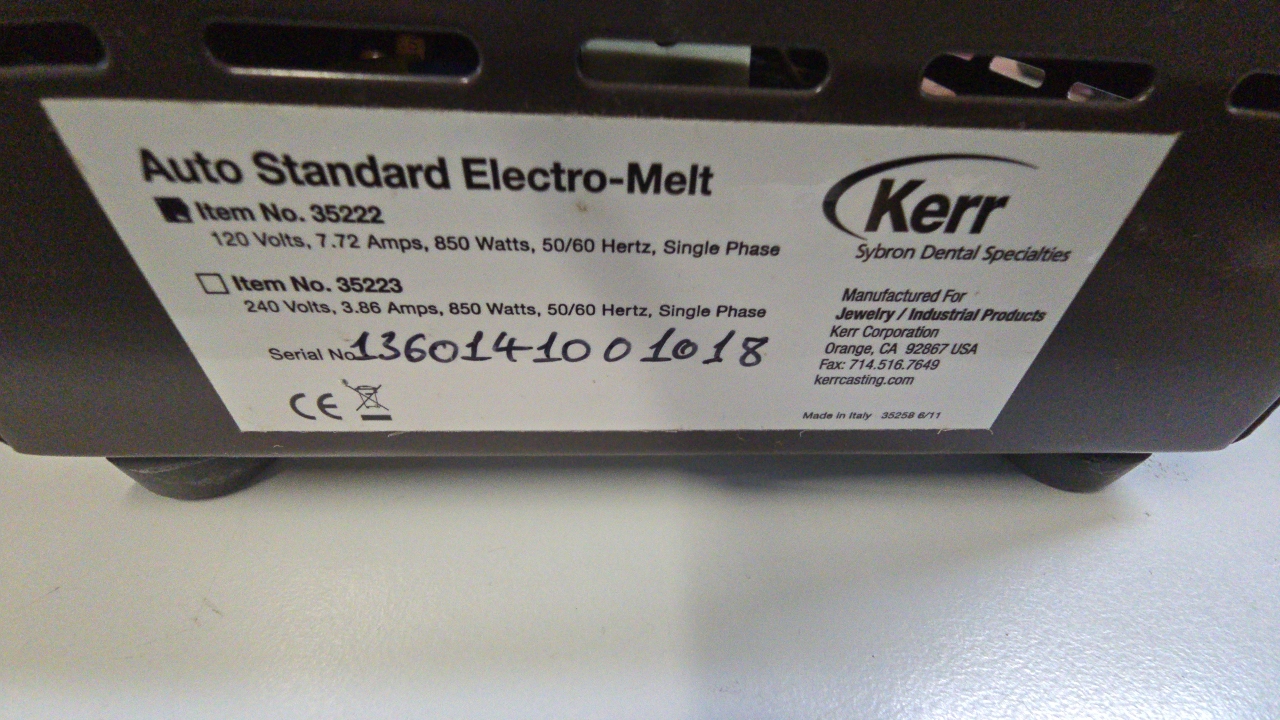 Auto Standard Electro-Melt
Item No. 35222
120 Volts, 7.72 Amps, 850 Watts, 50/60 Hertz, Single Phase
Item No. 35223
240 Volts, 3.86 Amps, 850 Watts, 50/60 Hertz, Single Phase
Serial No. 1360141001018
CE
Kerr
Sybron Dental Specialties
Manufactured For
Jewelry / Industrial Products
Kerr Corporation
Orange, CA 92867 USA
Fax: 714.516.7649
kerrcasting.com
Made in Italy 35258 6/11